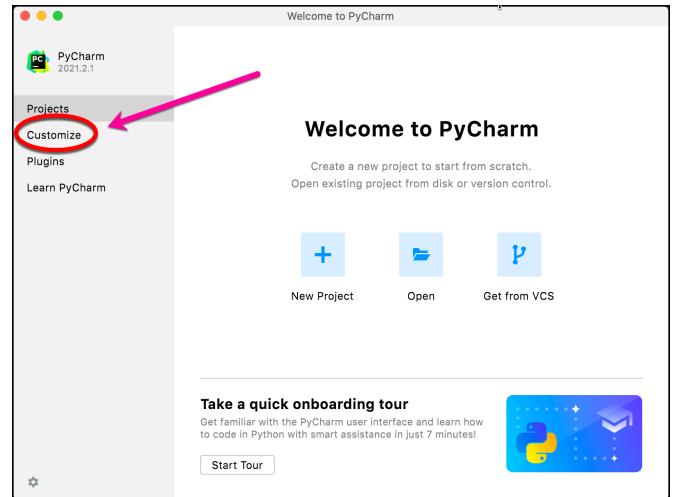 Welcome to PyCharm
PC
PyCharm
2021.2.1
Projects
Customize
Plugins
Learn PyCharm
Welcome to PyCharm
Create a new project to start from scratch.
Open existing project from disk or version control.
New Project
Open
Get from VCS
Take a quick onboarding tour
Get familiar with the PyCharm user interface and learn how
to code in Python with smart assistance in just 7 minutes!
Start Tour